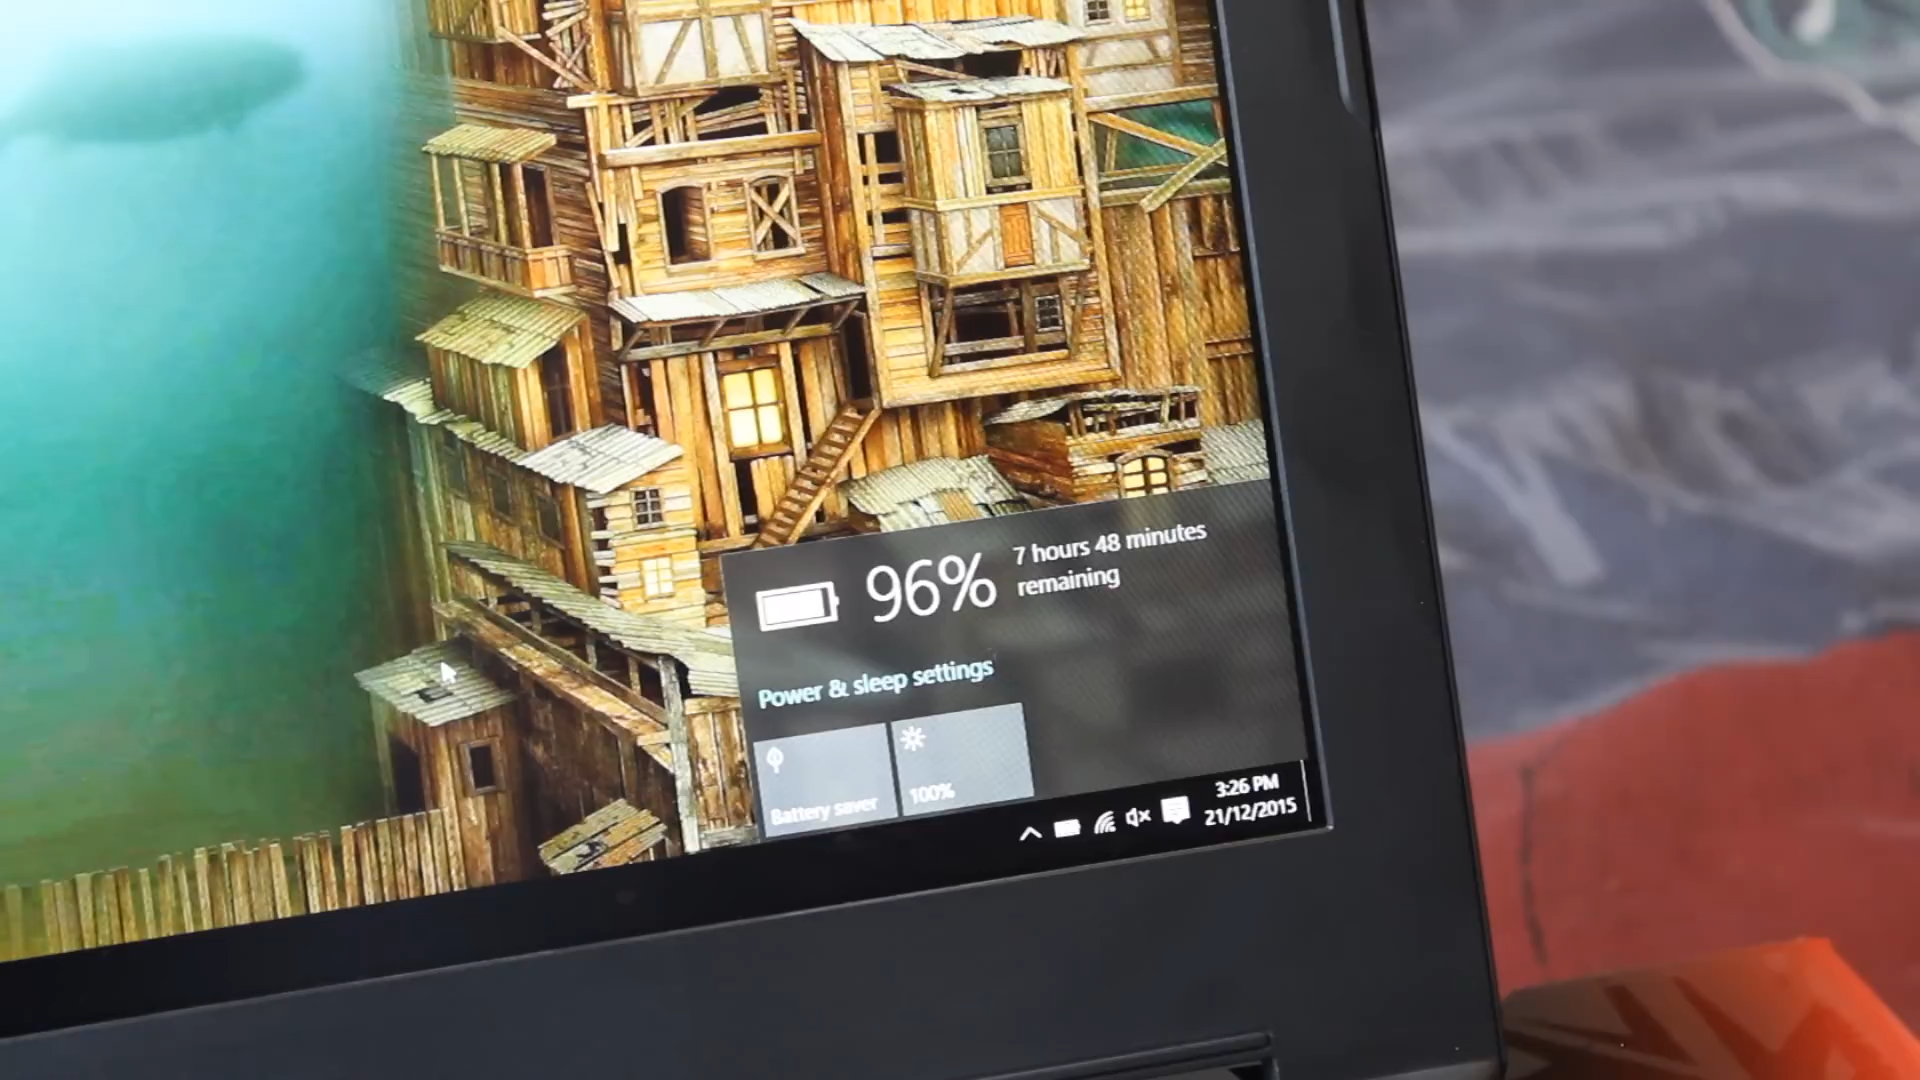 96%
7 hours 48 minutes
remaining
Power & sleep settings
Battery saver
100%
3:26 PM
21/12/2015